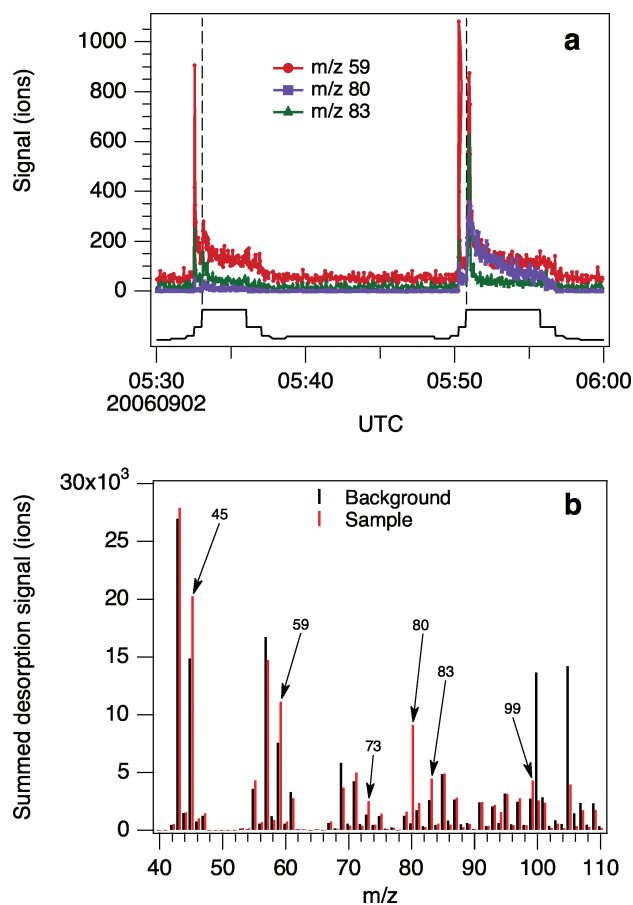 a
1000
800
600
400
200
0
Signal (ions)
m/z 59
m/z 80
m/z 83
05:30
05:40
05:50
06:00
20060902
UTC
b
30x10³
25
20
15
10
5
0
Summed desorption signal (ions)
Background
Sample
45
59
80
83
73
99
40
50
60
70
80
90
100
110
m/z